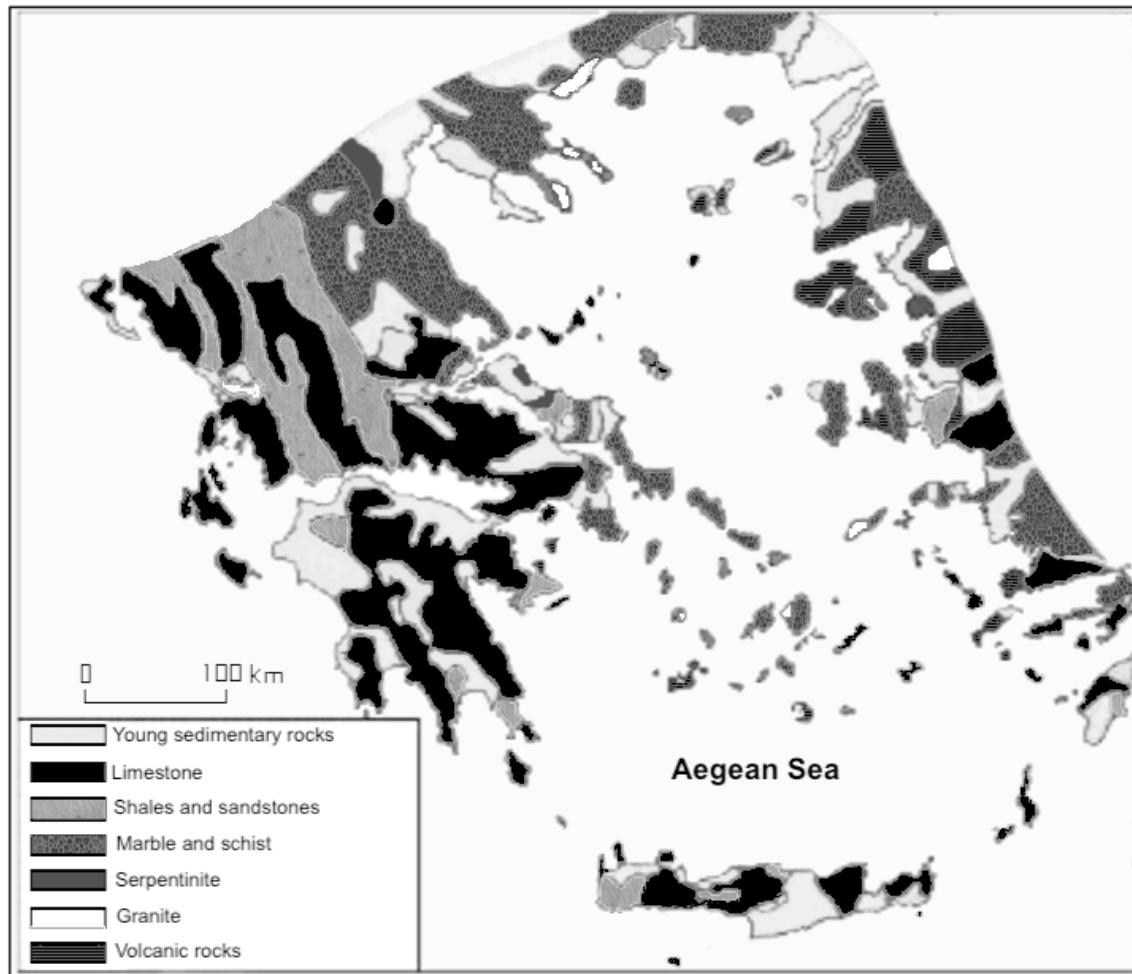 0 100 km
Aegean Sea
Young sedimentary rocks
Limestone
Shales and sandstones
Marble and schist
Serpentinite
Granite
Volcanic rocks